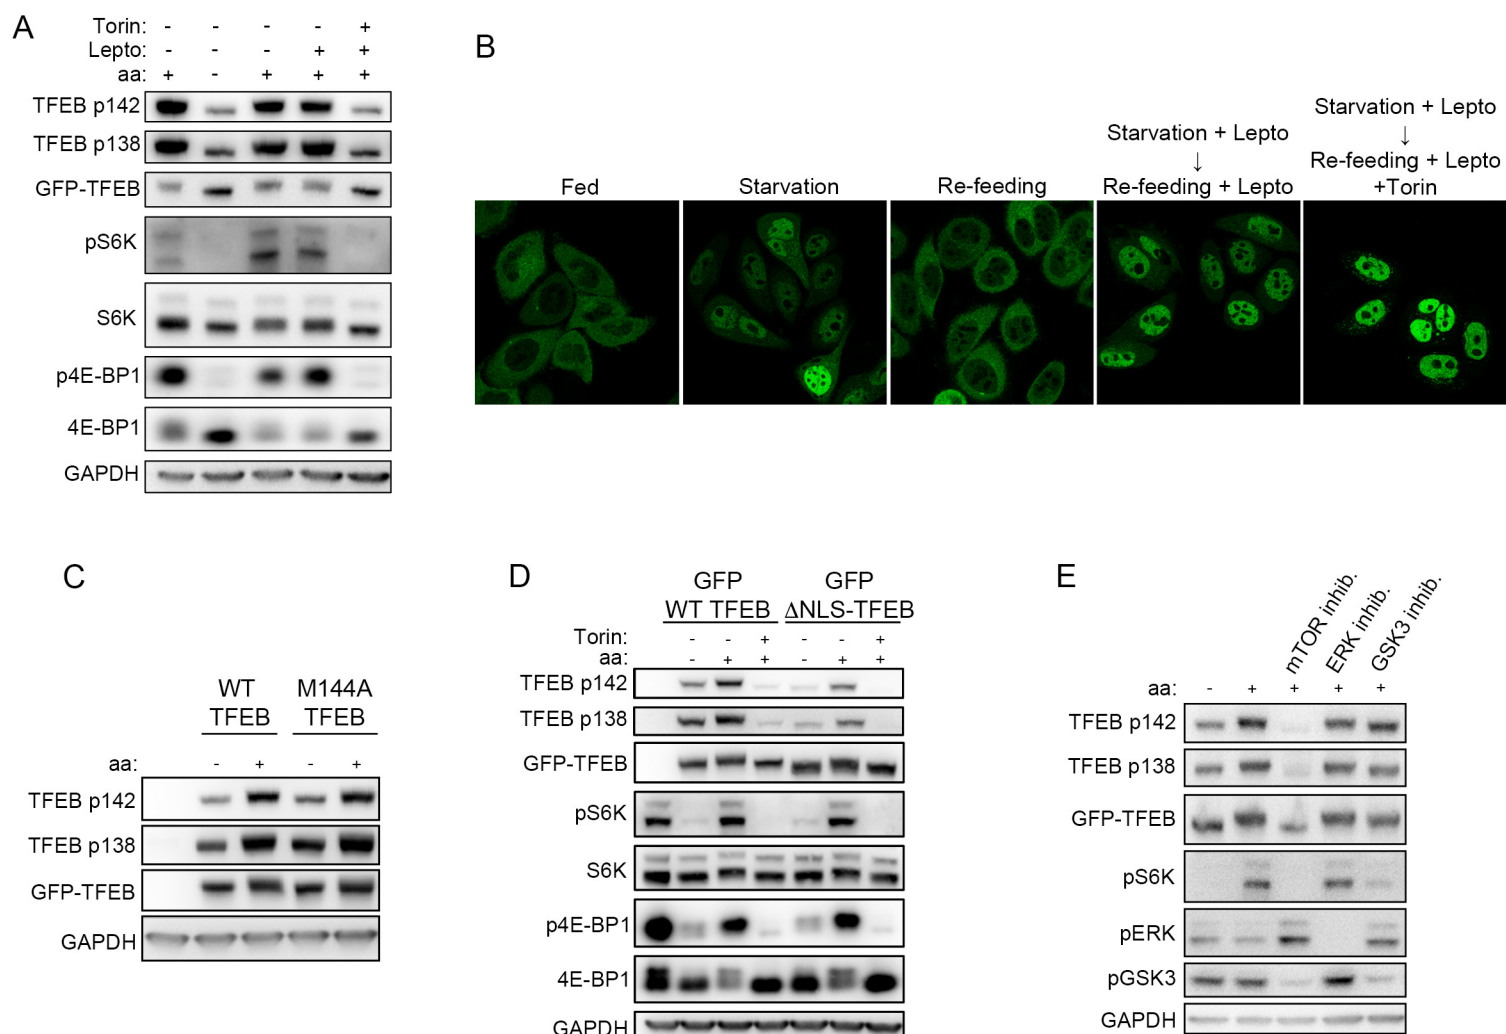 A
Torin: - - - - +
Lepto: - - - + +
aa: + - + + +
TFEB p142
TFEB p138
GFP-TFEB
pS6K
S6K
p4E-BP1
4E-BP1
GAPDH
B
Fed
Starvation
Re-feeding
Starvation + Lepto
↓
Re-feeding + Lepto
Starvation + Lepto
↓
Re-feeding + Lepto
+Torin
C
WT
TFEB
M144A
TFEB
aa: - + - +
TFEB p142
TFEB p138
GFP-TFEB
GAPDH
D
GFP
WT TFEB
GFP
ΔNLS-TFEB
Torin: - - + - - +
aa: - + + - + +
TFEB p142
TFEB p138
GFP-TFEB
pS6K
S6K
p4E-BP1
4E-BP1
GAPDH
E
mTOR inhib.
ERK inhib.
GSK3 inhib.
aa: - + + + +
TFEB p142
TFEB p138
GFP-TFEB
pS6K
pERK
pGSK3
GAPDH